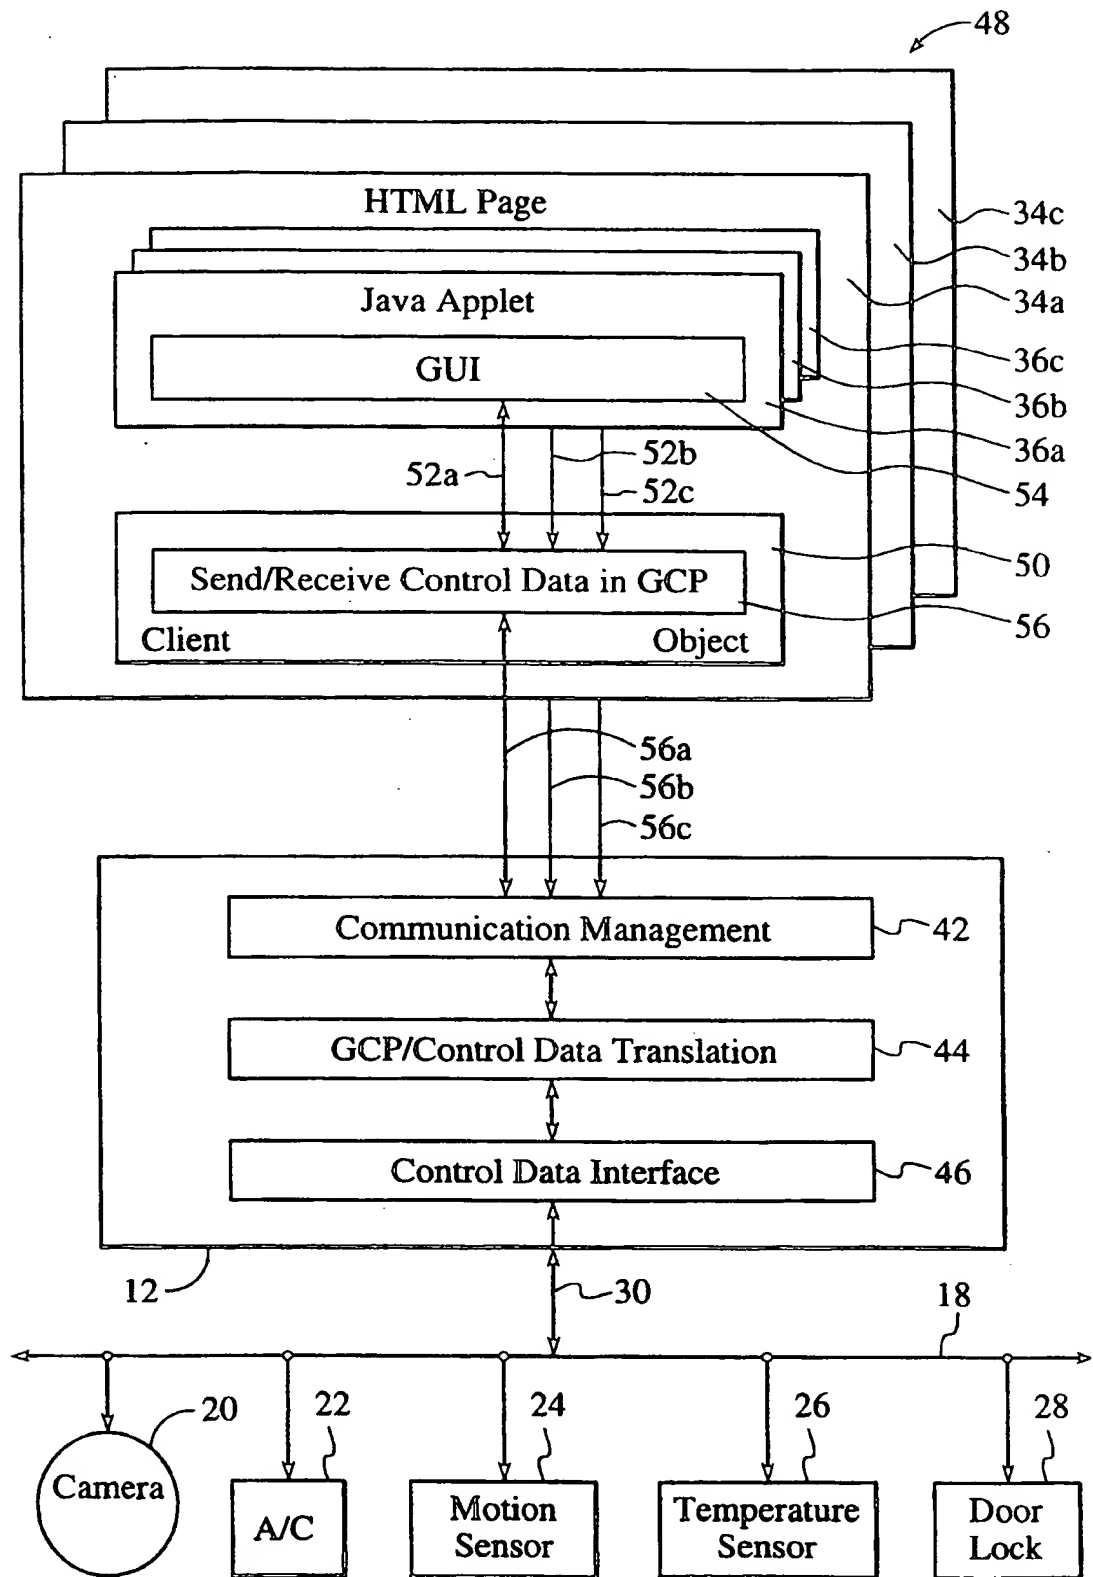 48
HTML Page
34c
34b
34a
Java Applet
36c
GUI
36b
36a
52a
52b
54
52c
50
Send/Receive Control Data in GCP
56
Client Object
56a
56b
56c
Communication Management
42
GCP/Control Data Translation
44
Control Data Interface
46
12
30
18
20
22
24
26
28
Camera
A/C
Motion
Sensor
Temperature
Sensor
Door
Lock